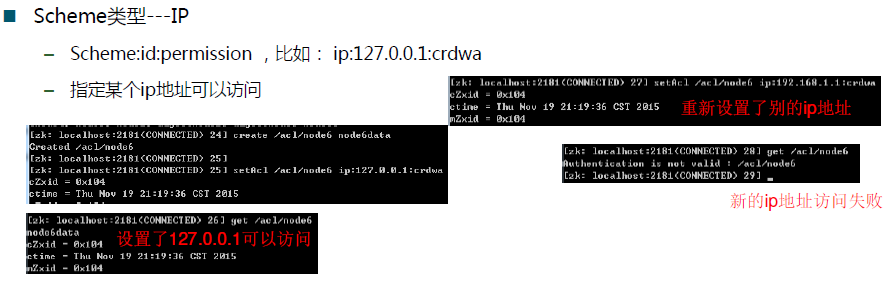 Scheme类型---IP
– Scheme:id:permission ，比如： ip:127.0.0.1:crdwa
– 指定某个ip地址可以访问
[zk: localhost:2181(CONNECTED) 24] create /acl/node6 node6data
Created /acl/node6
[zk: localhost:2181(CONNECTED) 25]
[zk: localhost:2181(CONNECTED) 25] setAcl /acl/node6 ip:127.0.0.1:crdwa
cZxid = 0x104
ctime = Thu Nov 19 21:19:36 CST 2015
[zk: localhost:2181(CONNECTED) 26] get /acl/node6
node6data
cZxid = 0x104
设置了127.0.0.1可以访问
ctime = Thu Nov 19 21:19:36 CST 2015
mZxid = 0x104
[zk: localhost:2181(CONNECTED) 27] setAcl /acl/node6 ip:192.168.1.1:crdwa
cZxid = 0x104
ctime = Thu Nov 19 21:19:36 CST 2015
重新设置了别的ip地址
mZxid = 0x104
[zk: localhost:2181(CONNECTED) 28] get /acl/node6
Authentication is not valid : /acl/node6
[zk: localhost:2181(CONNECTED) 29]
新的ip地址访问失败